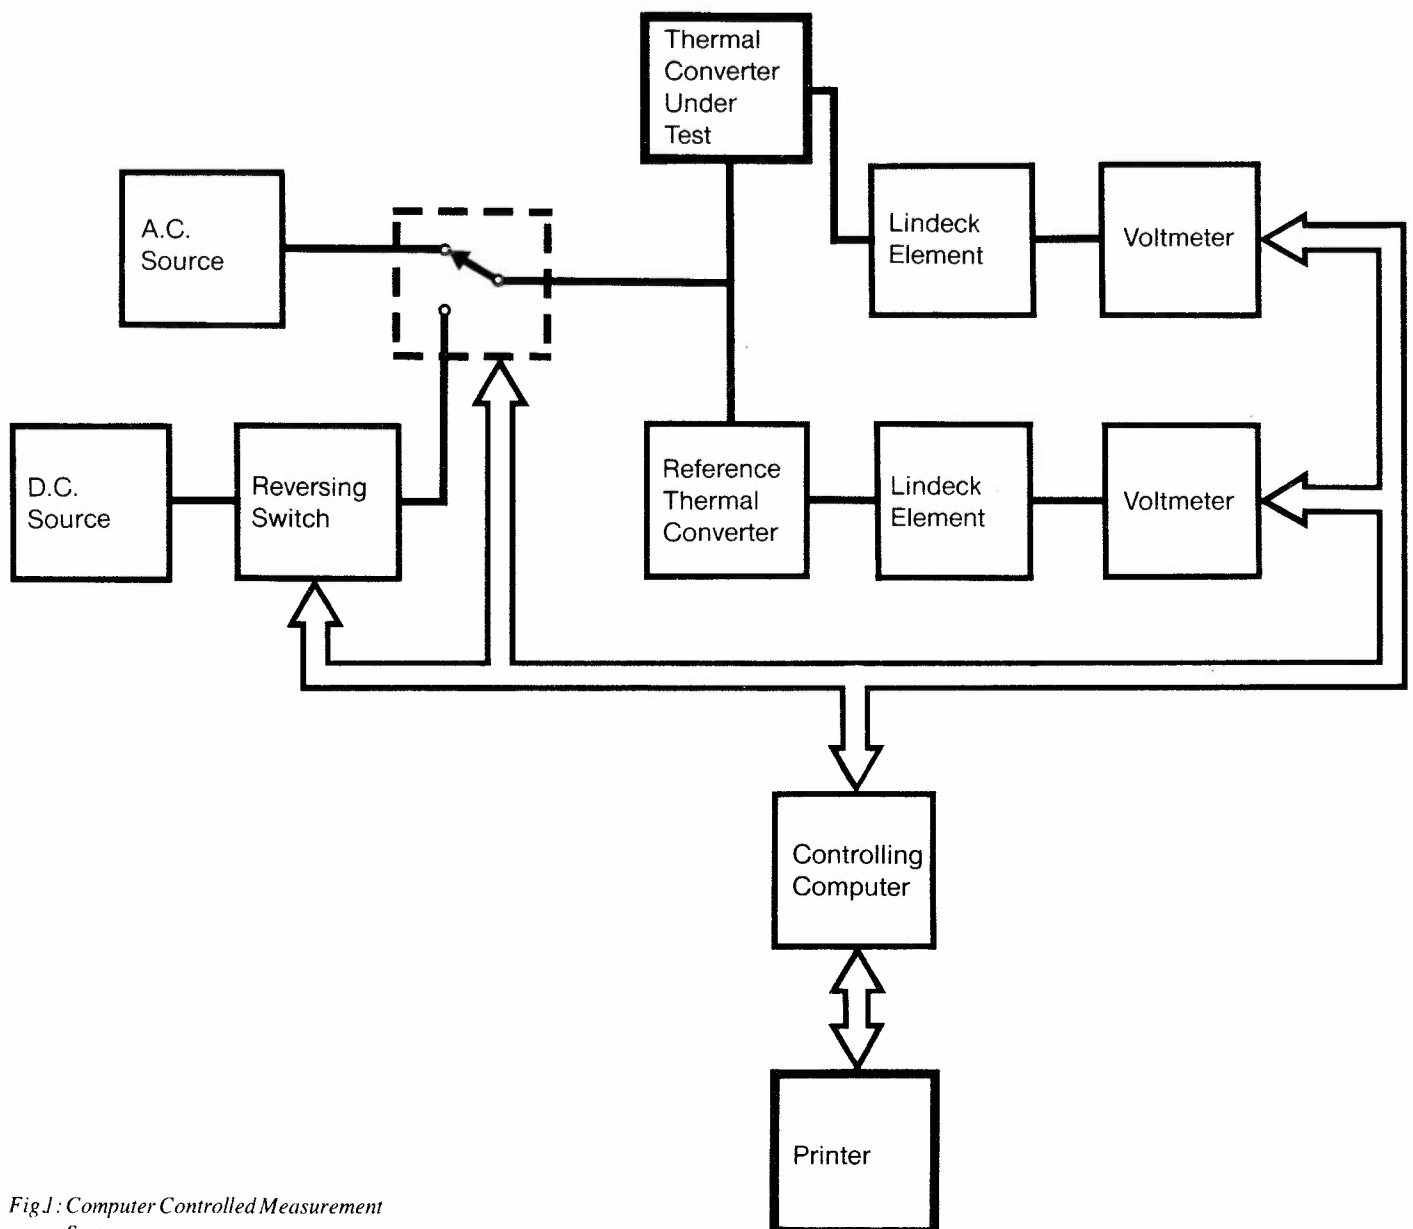 Thermal
Converter
Under
Test
A.C.
Source
Lindeck
Element
Voltmeter
D.C.
Source
Reversing
Switch
Reference
Thermal
Converter
Lindeck
Element
Voltmeter
Controlling
Computer
Printer
Fig.1: Computer Controlled Measurement